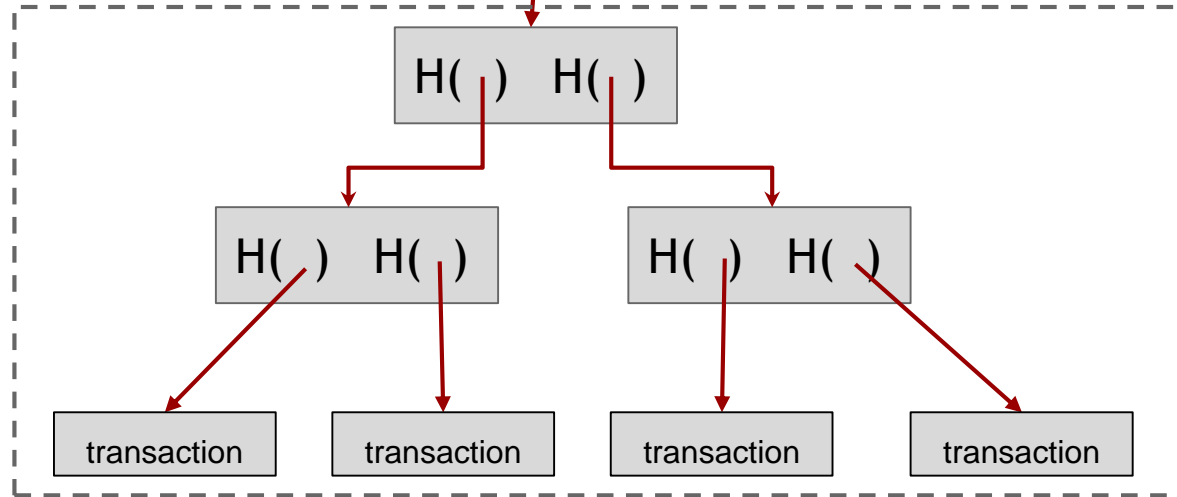 H( ) H( )
H( ) H( ) H( ) H( )
transaction transaction transaction transaction